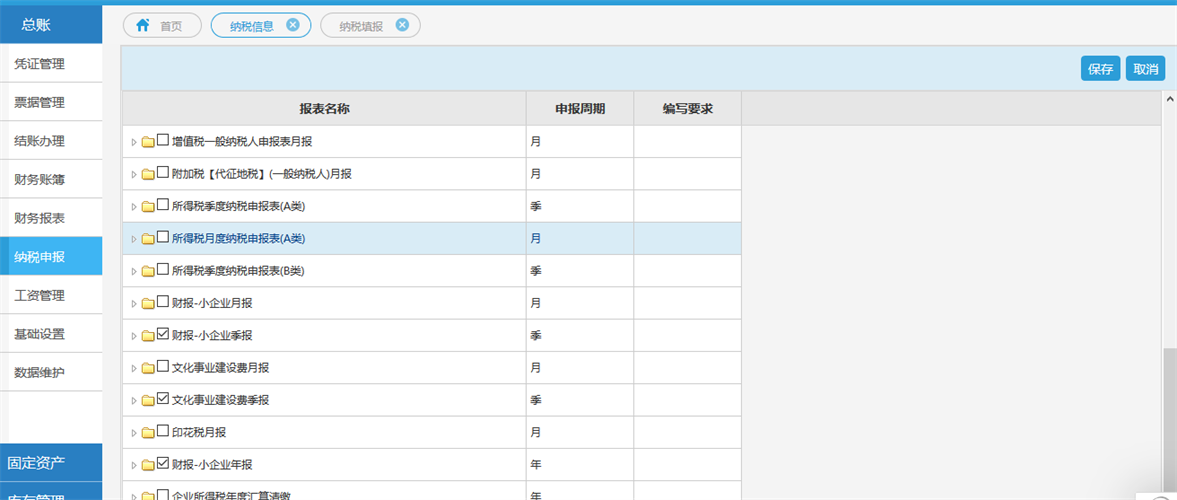 总账
首页
纳税信息
纳税填报
凭证管理
票据管理
结账办理
财务账簿
财务报表
纳税申报
工资管理
基础设置
数据维护
固定资产
库存管理
保存 取消
报表名称 申报周期 编写要求
增值税一般纳税人申报表月报 月
附加税【代征地税】(一般纳税人)月报 月
所得税季度纳税申报表(A类) 季
所得税月度纳税申报表(A类) 月
所得税季度纳税申报表(B类) 季
财报-小企业月报 月
财报-小企业季报 季
文化事业建设费月报 月
文化事业建设费季报 季
印花税月报 月
财报-小企业年报 年
企业所得税年度汇算清缴 年